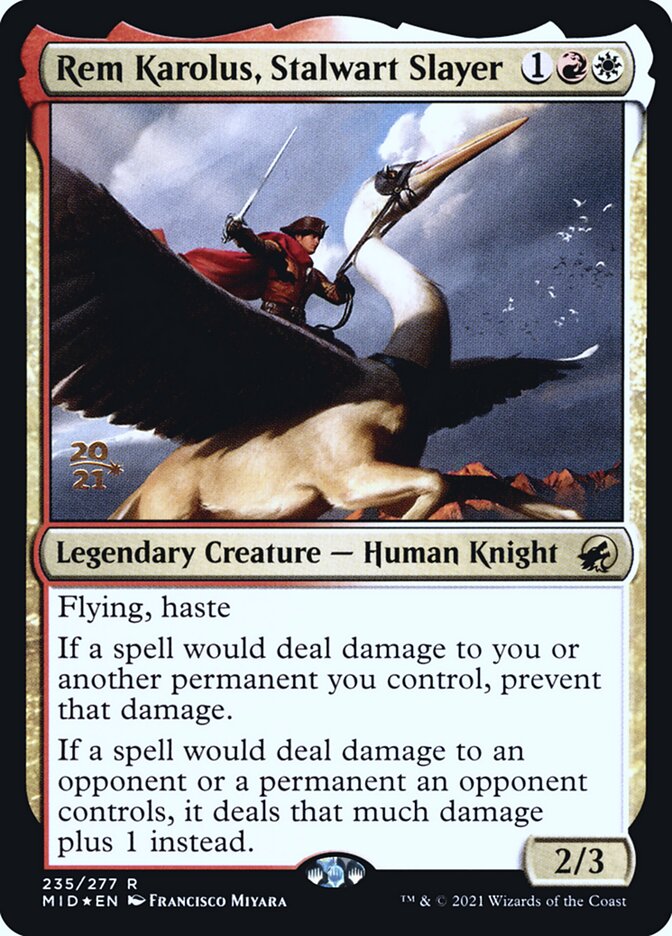 Rem Karolus, Stalwart Slayer 1
20
21
Legendary Creature — Human Knight
Flying, haste
If a spell would deal damage to you or
another permanent you control, prevent
that damage.
If a spell would deal damage to an
opponent or a permanent an opponent
controls, it deals that much damage
plus 1 instead.
2/3
235/277 R
MID★EN Francisco Miyara
™ & © 2021 Wizards of the Coast